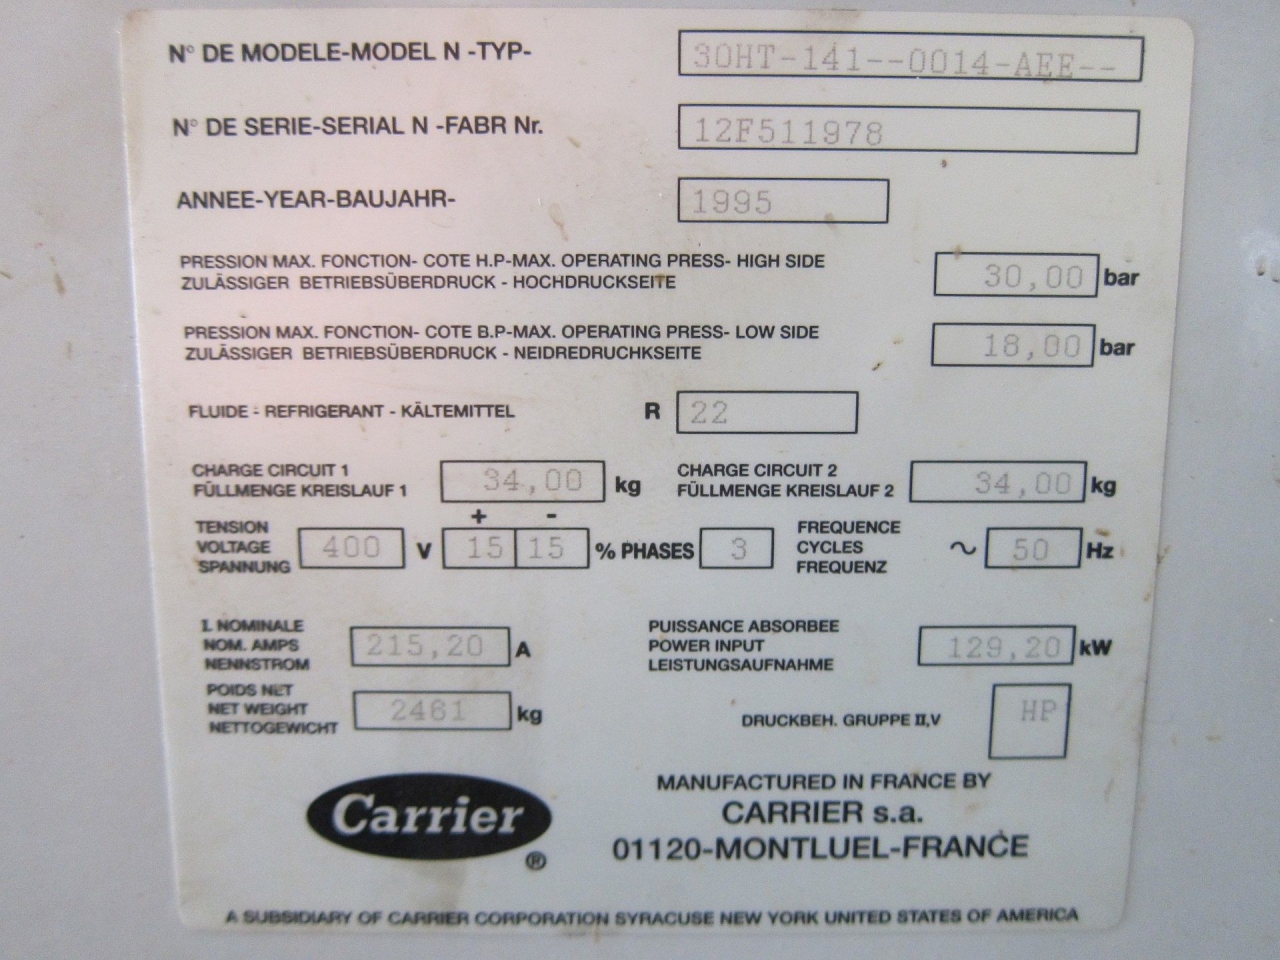 N° DE MODELE-MODEL N -TYP- 30HT-141--0014-AEE--
N° DE SERIE-SERIAL N -FABR Nr. 12F511978
ANNEE-YEAR-BAUJAHR- 1995
PRESSION MAX. FONCTION- COTE H.P-MAX. OPERATING PRESS- HIGH SIDE
ZULÄSSIGER BETRIEBSÜBERDRUCK - HOCHDRUCKSEITE 30,00 bar
PRESSION MAX. FONCTION- COTE B.P-MAX. OPERATING PRESS- LOW SIDE
ZULÄSSIGER BETRIEBSÜBERDRUCK - NEIDREDRUCHKSEITE 18,00 bar
FLUIDE - REFRIGERANT - KÄLTEMITTEL R 22
CHARGE CIRCUIT 1
FÜLLMENGE KREISLAUF 1 34,00 kg
CHARGE CIRCUIT 2
FÜLLMENGE KREISLAUF 2 34,00 kg
TENSION
VOLTAGE
SPANNUNG
400 V
+ -
15 15 % PHASES 3
FREQUENCE
CYCLES
FREQUENZ
~ 50 Hz
I. NOMINALE
NOM. AMPS
NENNSTROM
215,20 A
PUISSANCE ABSORBEE
POWER INPUT
LEISTUNGSAUFNAHME
129,20 kW
POIDS NET
NET WEIGHT
NETTOGEWICHT
2461 kg
DRUCKBEH. GRUPPE II,V HP
Carrier ®
MANUFACTURED IN FRANCE BY
CARRIER s.a.
01120-MONTLUEL-FRANCE
A SUBSIDIARY OF CARRIER CORPORATION SYRACUSE NEW YORK UNITED STATES OF AMERICA